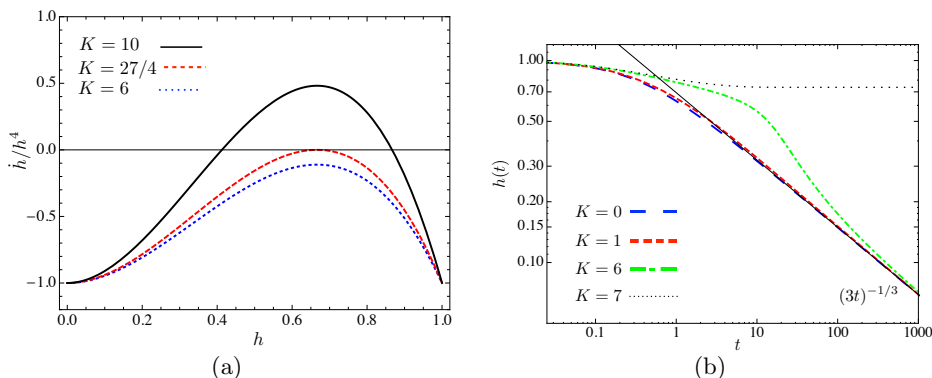 1.0
0.5
0.0
−0.5
−1.0
ḣ/h⁴
K = 10
K = 27/4
K = 6
0.0 0.2 0.4 0.6 0.8 1.0
h
(a)
1.00
0.70
0.50
0.30
0.20
0.15
0.10
h(t)
K = 0
K = 1
K = 6
K = 7
(3t)^{−1/3}
0.1 1 10 100 1000
t
(b)